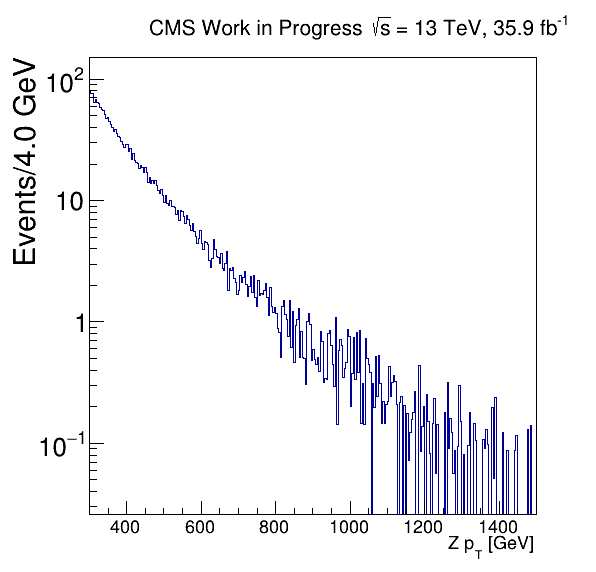 CMS Work in Progress √s = 13 TeV, 35.9 fb⁻¹
Events/4.0 GeV
10²
10
1
10⁻¹
400 600 800 1000 1200 1400
Z p_T [GeV]